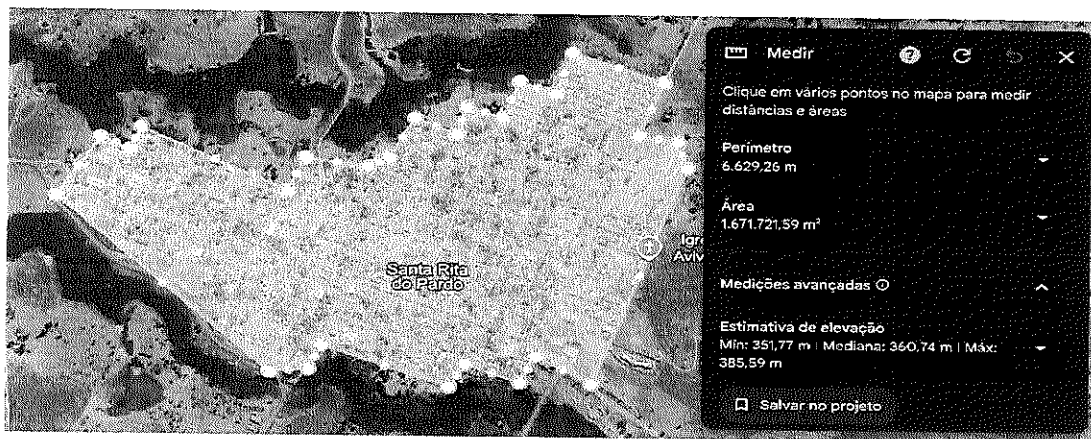 Medir
Clique em vários pontos no mapa para medir
distâncias e áreas
Perímetro
6.629,26 m
Área
1.671.721,59 m²
Medições avançadas
Estimativa de elevação
Mín: 351,77 m | Mediana: 360,74 m | Máx:
385,59 m
Salvar no projeto
Santa Rita
do Pardo
Igre
Aviv